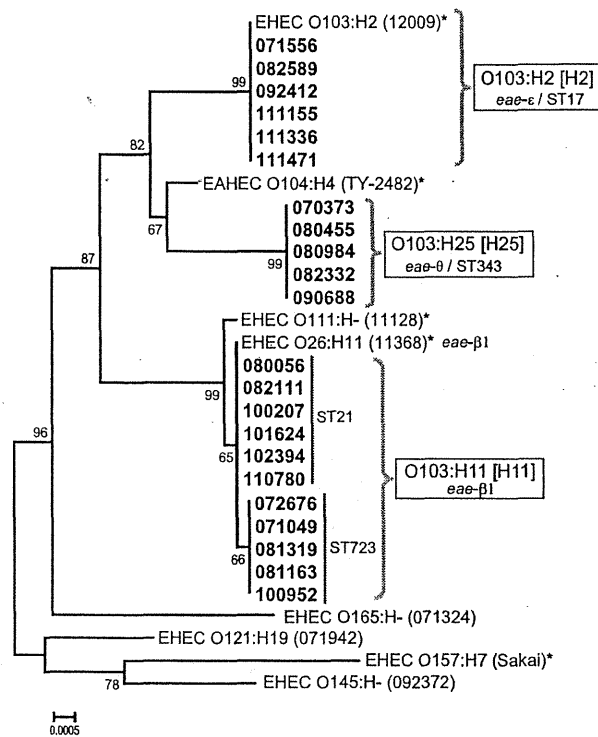 EHEC O103:H2 (12009)*
071556
082589
092412
111155
111336
111471
99
O103:H2 [H2]
eae-ε / ST17
82
EAHEC O104:H4 (TY-2482)*
67
070373
080455
080984
082332
090688
99
O103:H25 [H25]
eae-θ / ST343
87
EHEC O111:H- (11128)*
EHEC O26:H11 (11368)* eae-β1
99
080056
082111
100207
101624
102394
110780
ST21
65
O103:H11 [H11]
eae-β1
072676
071049
081319
081163
100952
ST723
66
96
EHEC O165:H- (071324)
EHEC O121:H19 (071942)
EHEC O157:H7 (Sakai)*
78
EHEC O145:H- (092372)
0.0005